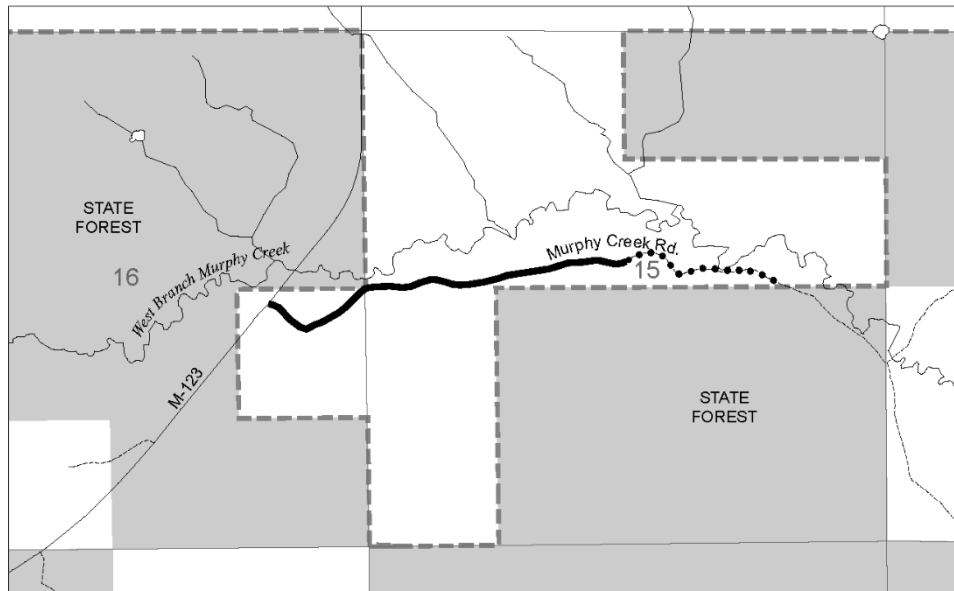 STATE
FOREST
16
West Branch Murphy Creek
M-123
Murphy Creek Rd.
15
STATE
FOREST